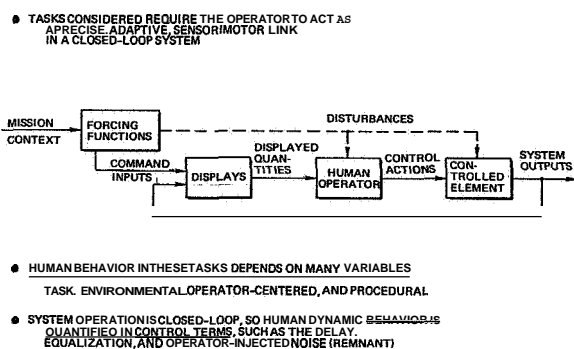 ● TASKS CONSIDERED REQUIRE THE OPERATOR TO ACT AS
APRECISE. ADAPTIVE, SENSORIMOTOR LINK
IN A CLOSED-LOOP SYSTEM
MISSION
CONTEXT
FORCING
FUNCTIONS
DISTURBANCES
COMMAND
INPUTS
DISPLAYS
DISPLAYED
QUAN-
TITIES
HUMAN
OPERATOR
CONTROL
ACTIONS
CON-
TROLLED
ELEMENT
SYSTEM
OUTPUTS
● HUMAN BEHAVIOR INTHESETASKS DEPENDS ON MANY VARIABLES
TASK. ENVIRONMENTAL.OPERATOR-CENTERED, AND PROCEDURAL
● SYSTEM OPERATION IS CLOSED-LOOP, SO HUMAN DYNAMIC BEHAVIOR IS
QUANTIFIED IN CONTROL TERMS, SUCH AS THE DELAY.
EQUALIZATION, AND OPERATOR-INJECTED NOISE (REMNANT)